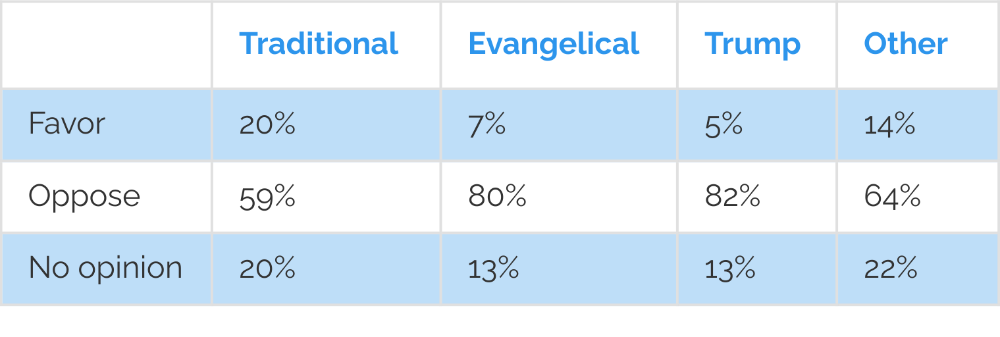 Traditional Evangelical Trump Other
Favor 20% 7% 5% 14%
Oppose 59% 80% 82% 64%
No opinion 20% 13% 13% 22%